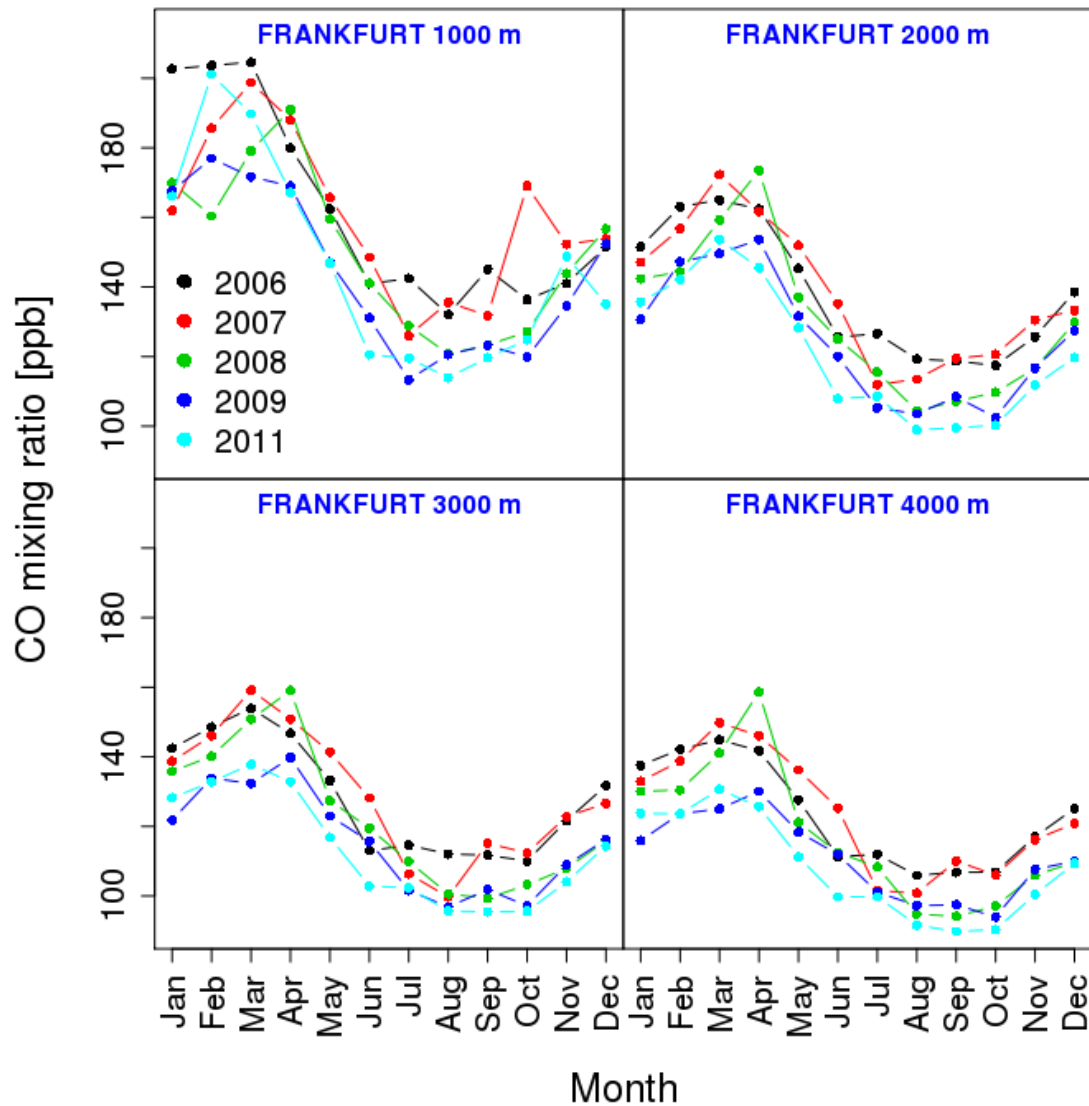 FRANKFURT 1000 m
FRANKFURT 2000 m
180
140
100
2006
2007
2008
2009
2011
CO mixing ratio [ppb]
FRANKFURT 3000 m
FRANKFURT 4000 m
180
140
100
Jan Feb Mar Apr May Jun Jul Aug Sep Oct Nov Dec
Jan Feb Mar Apr May Jun Jul Aug Sep Oct Nov Dec
Month